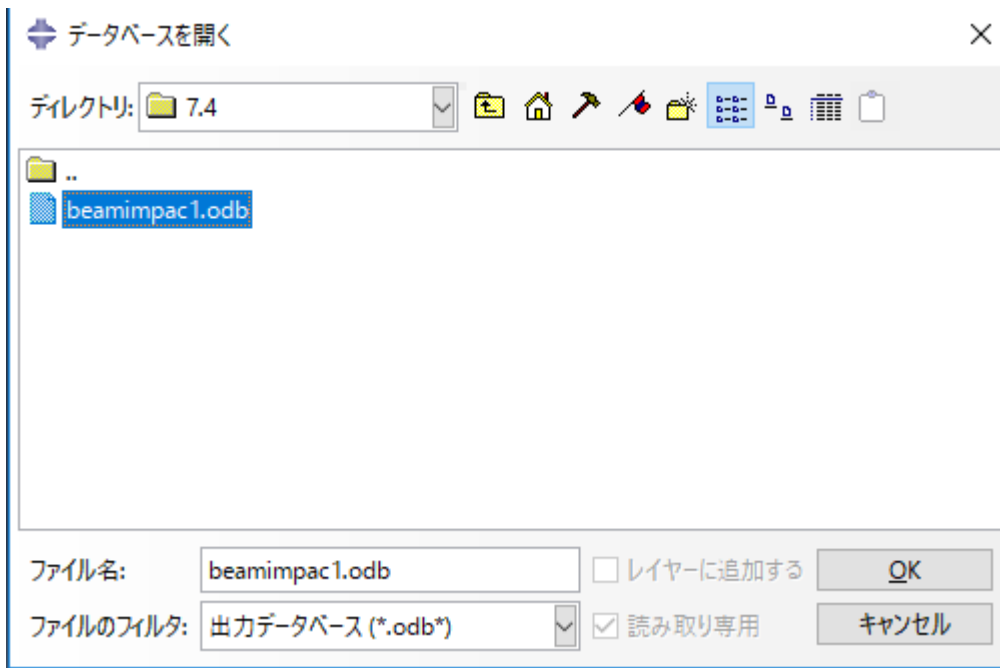 データベースを開く
ディレクトリ: 7.4
..
beamimpac1.odb
ファイル名: beamimpac1.odb レイヤーに追加する OK
ファイルのフィルタ: 出力データベース (*.odb*) 読み取り専用 キャンセル